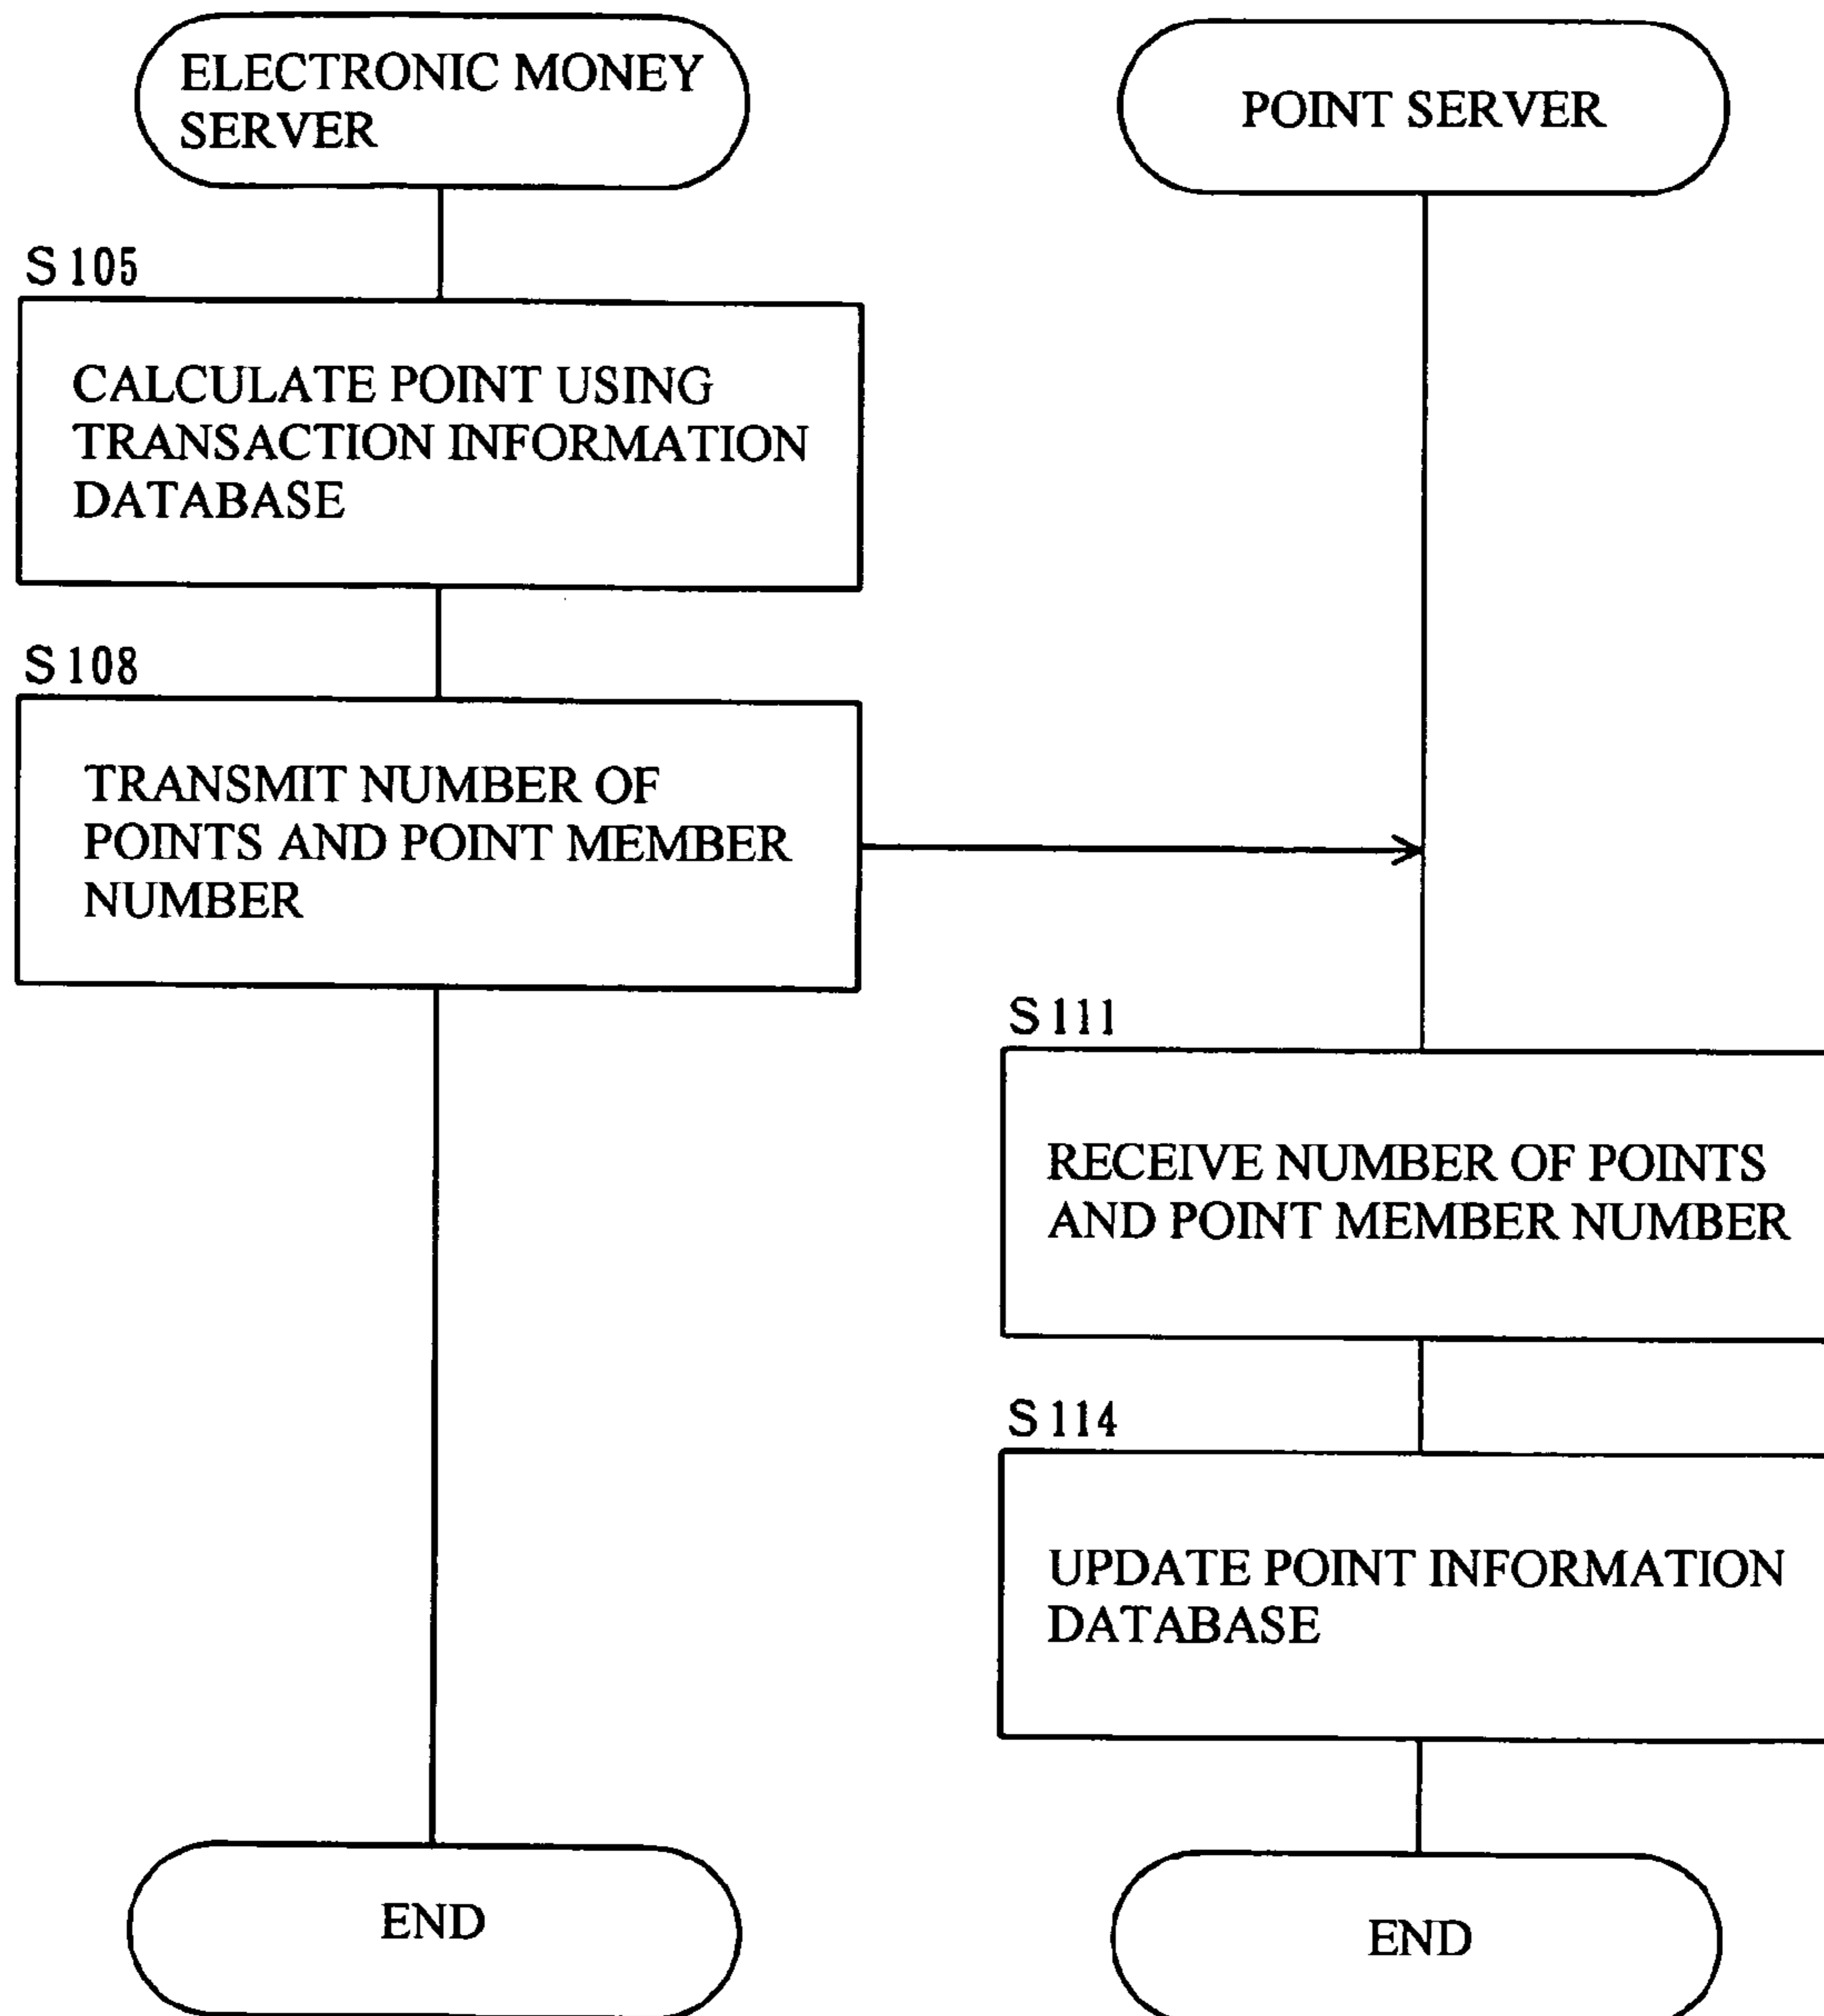 ELECTRONIC MONEY
SERVER
POINT SERVER
S105
CALCULATE POINT USING
TRANSACTION INFORMATION
DATABASE
S108
TRANSMIT NUMBER OF
POINTS AND POINT MEMBER
NUMBER
S111
RECEIVE NUMBER OF POINTS
AND POINT MEMBER NUMBER
S114
UPDATE POINT INFORMATION
DATABASE
END
END